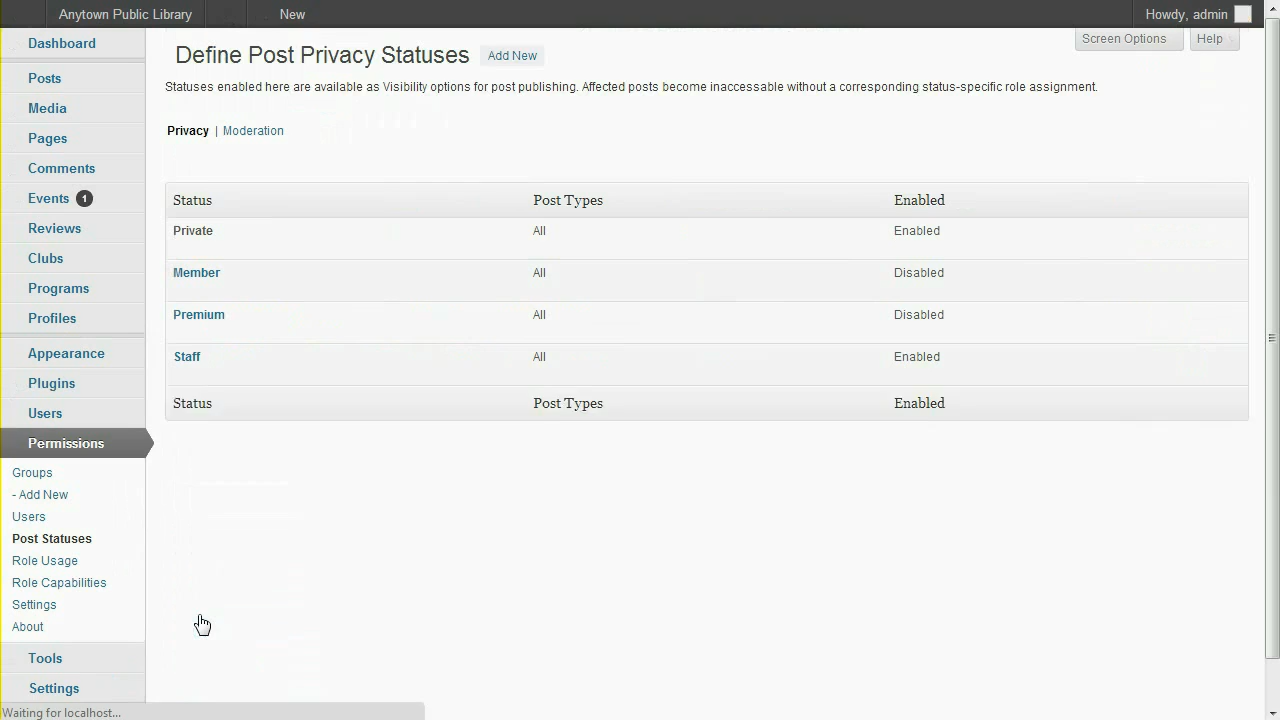 Anytown Public Library New Howdy, admin
Screen Options Help
Define Post Privacy Statuses Add New
Statuses enabled here are available as Visibility options for post publishing. Affected posts become inaccessable without a corresponding status-specific role assignment.
Privacy | Moderation
Status Post Types Enabled
Private All Enabled
Member All Disabled
Premium All Disabled
Staff All Enabled
Status Post Types Enabled
Dashboard
Posts
Media
Pages
Comments
Events 1
Reviews
Clubs
Programs
Profiles
Appearance
Plugins
Users
Permissions
Groups
- Add New
Users
Post Statuses
Role Usage
Role Capabilities
Settings
About
Tools
Settings
Waiting for localhost...